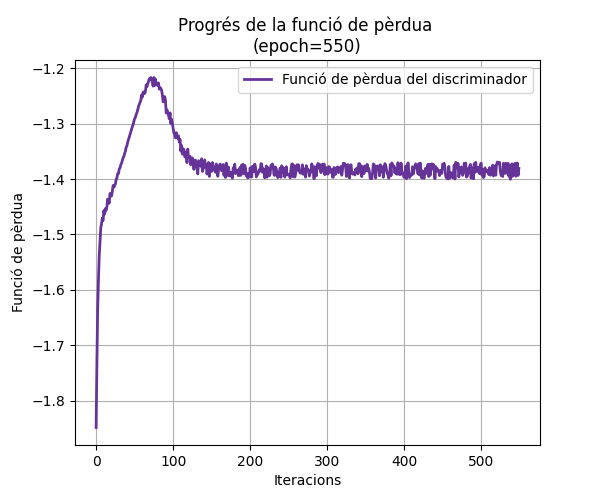 Progrés de la funció de pèrdua
(epoch=550)
Funció de pèrdua del discriminador
Funció de pèrdua
−1.2
−1.3
−1.4
−1.5
−1.6
−1.7
−1.8
0 100 200 300 400 500
Iteracions